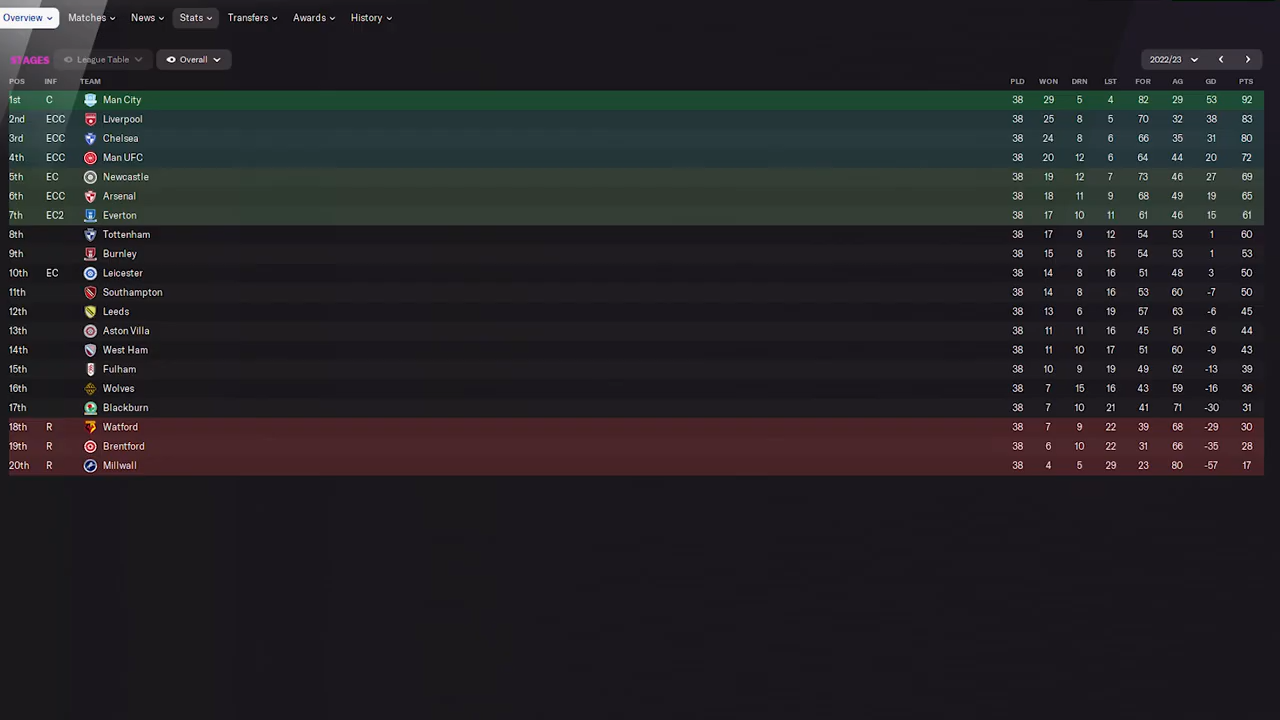 Overview Matches News Stats Transfers Awards History
STAGES League Table Overall 2022/23
POS INF TEAM PLD WON DRN LST FOR AG GD PTS
1st C Man City 38 29 5 4 82 29 53 92
2nd ECC Liverpool 38 25 8 5 70 32 38 83
3rd ECC Chelsea 38 24 8 6 66 35 31 80
4th ECC Man UFC 38 20 12 6 64 44 20 72
5th EC Newcastle 38 19 12 7 73 46 27 69
6th ECC Arsenal 38 18 11 9 68 49 19 65
7th EC2 Everton 38 17 10 11 61 46 15 61
8th Tottenham 38 17 9 12 54 53 1 60
9th Burnley 38 15 8 15 54 53 1 53
10th EC Leicester 38 14 8 16 51 48 3 50
11th Southampton 38 14 8 16 53 60 -7 50
12th Leeds 38 13 6 19 57 63 -6 45
13th Aston Villa 38 11 11 16 45 51 -6 44
14th West Ham 38 11 10 17 51 60 -9 43
15th Fulham 38 10 9 19 49 62 -13 39
16th Wolves 38 7 15 16 43 59 -16 36
17th Blackburn 38 7 10 21 41 71 -30 31
18th R Watford 38 7 9 22 39 68 -29 30
19th R Brentford 38 6 10 22 31 66 -35 28
20th R Millwall 38 4 5 29 23 80 -57 17